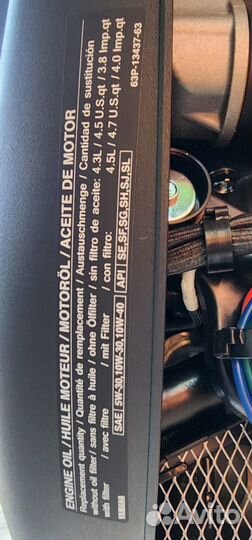 ENGINE OIL/HUILE MOTEUR/MOTORÖL/ACEITE DE MOTOR
Replacement quantity/Quantité de remplacement/Austauschmenge/Cantidad de sustitución
without oil filter/sans filtre à huile/ohne Ölfilter/sin filtro de aceite: 4.3L/4.5 U.S.qt/3.8 Imp.qt
with filter /avec filtre /mit Filter /con filtro: 4.5L/4.7 U.S.qt/4.0 Imp.qt
SAE 5W-30,10W-30,10W-40 API SE,SF,SG,SH,SJ,SL
YAMAHA 63P-13437-63
Avito